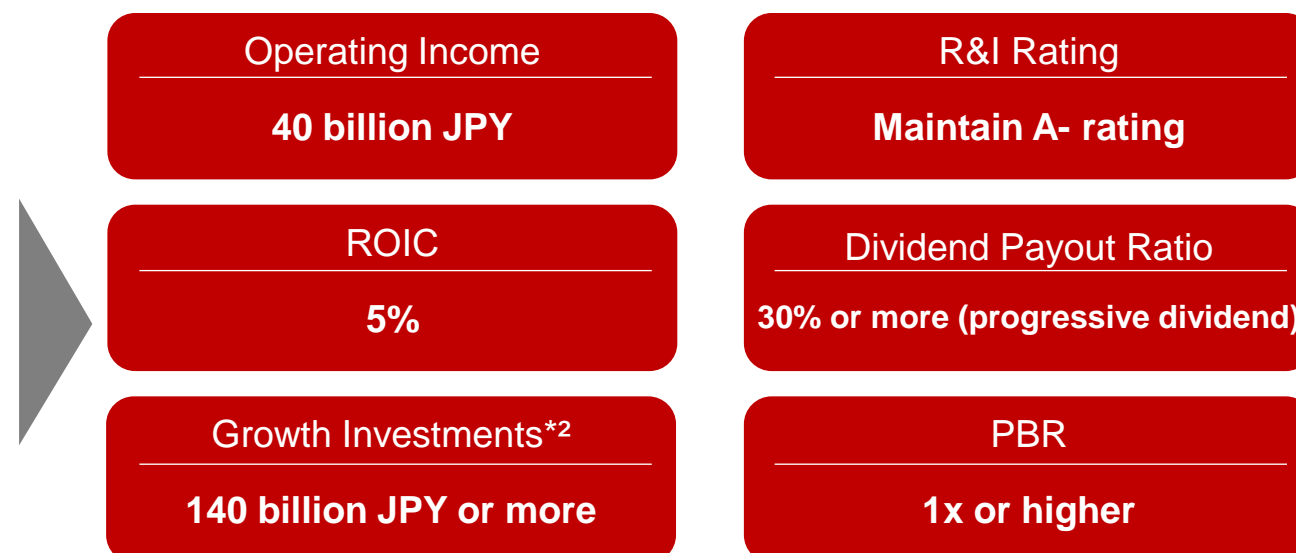 Operating Income
40 billion JPY
R&I Rating
Maintain A- rating
ROIC
5%
Dividend Payout Ratio
30% or more (progressive dividend)
Growth Investments*²
140 billion JPY or more
PBR
1x or higher